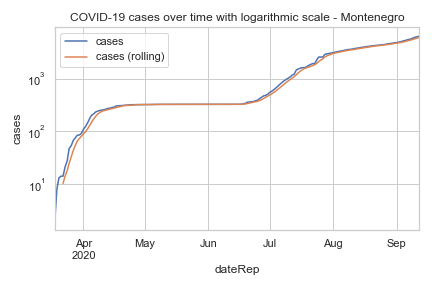 COVID-19 cases over time with logarithmic scale - Montenegro
cases
cases (rolling)
10³
10²
10¹
cases
Apr
2020
May
Jun
Jul
Aug
Sep
dateRep